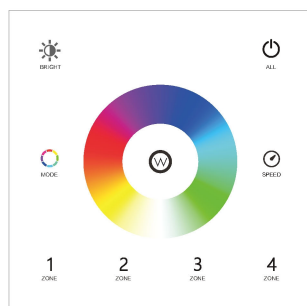 BRIGHT
ALL
MODE
W
SPEED
1 2 3 4
ZONE ZONE ZONE ZONE